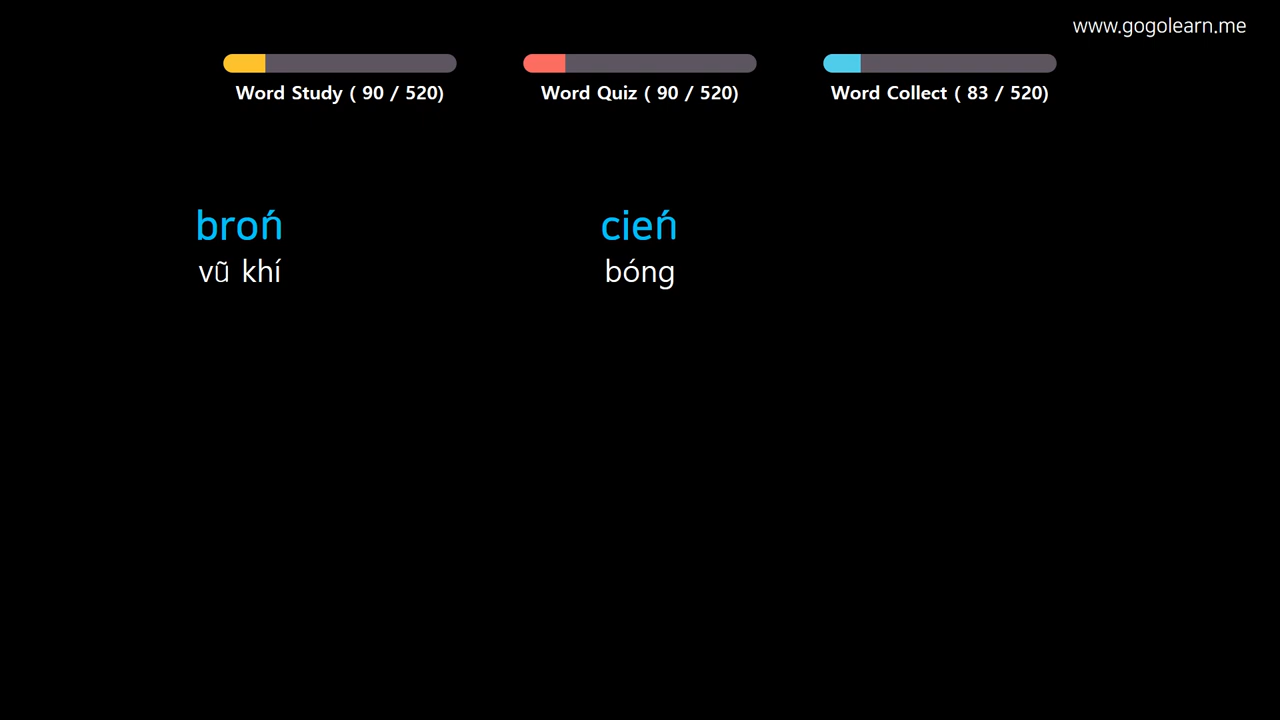 www.gogolearn.me
Word Study ( 90 / 520)
Word Quiz ( 90 / 520)
Word Collect ( 83 / 520)
broń
vũ khí
cień
bóng